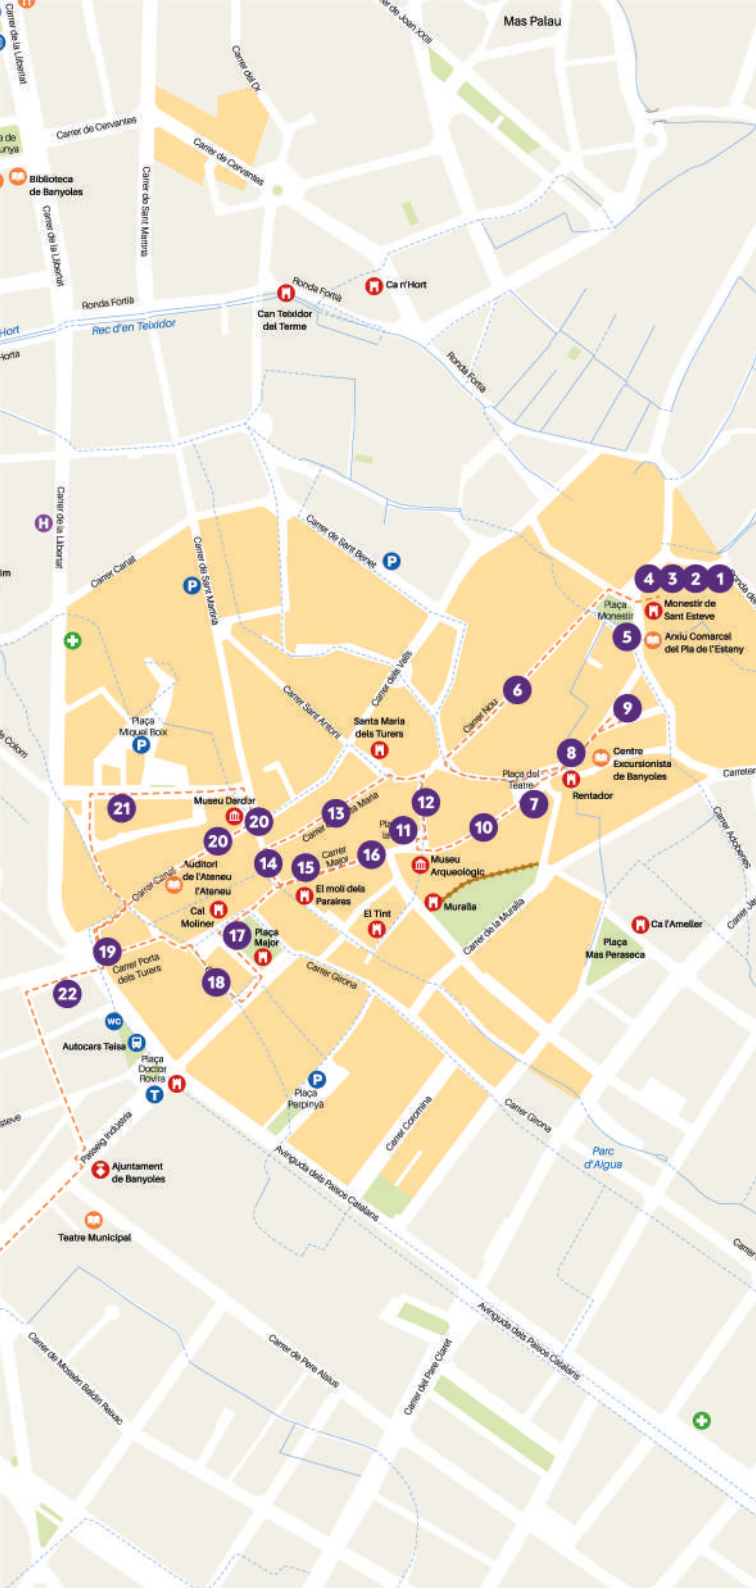 Carrer de la Llibertat
Carrer de Joan XXIII
Mas Palau
Carrer del Dr.
Carrer de Cervantes
Carrer de Cervantes
Biblioteca
de Banyoles
Carrer de la Llibertat
Carrer de Sant Martirià
Ronda Fortià
Ronda Fortià
Ca n'Hort
Can Teixidor
del Terme
Hort
Rec d'en Teixidor
Horta
Ronda Fortià
H
Carrer de la Llibertat
Carrer de Sant Benet
P
Carrer Canat
Carrer de Sant Martirià
P
4
3
2
1
Plaça
Monestir
Monestir de
Sant Esteve
5
Arxiu Comarcal
del Pla de l'Estany
Carrer dels Valls
6
Carrer Nou
9
Carrer Sant Antoni
Santa Maria
dels Turers
Plaça
Miquel Boix
P
8
Centre
Excursionista
de Banyoles
Plaça del
Teatre
Rentador
7
Carreter
21
Museu Darder
20
13
12
11
10
20
14
15
16
Carrer
Major
Museu
Arqueològic
Carrer Canat
Auditori
de l'Ateneu
l'Ateneu
El molí dels
Paraires
Muralla
Cal
Moliner
El Tint
Carrer de la Muralla
Ca l'Ameller
Plaça
Mas Peraseca
17
Plaça
Major
19
Carrer Porta
dels Turers
18
Carrer Girona
22
WC
Autocars Teisa
Plaça
Doctor
Rovira
T
P
Plaça
Perpinyà
Carrer Coromina
Carrer Girona
Parc
d'Aigua
Passeig Indústria
Ajuntament
de Banyoles
Avinguda dels Països Catalans
Teatre Municipal
Avinguda dels Països Catalans
Carrer de Mossèn Baldiri Reixac
Carrer de Pere Alsius
Carrer del Pare Claret